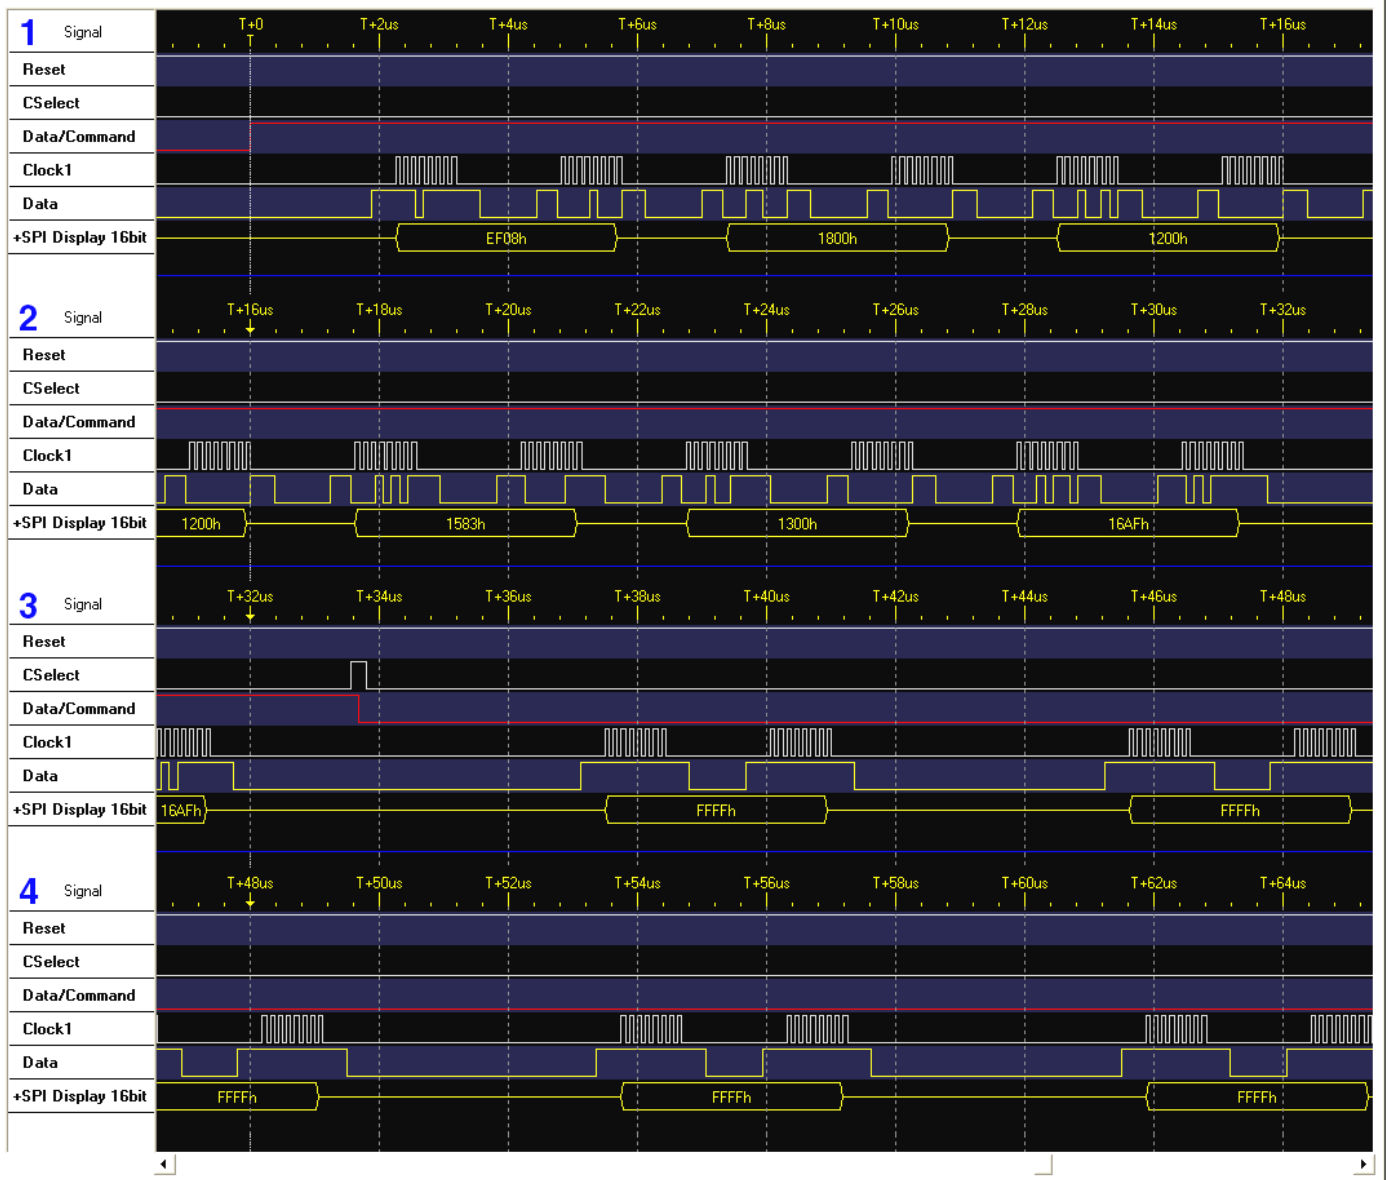 1 Signal T+0 T+2us T+4us T+6us T+8us T+10us T+12us T+14us T+16us
T
Reset
CSelect
Data/Command
Clock1
Data
+SPI Display 16bit EF08h 1800h 1200h
2 Signal T+16us T+18us T+20us T+22us T+24us T+26us T+28us T+30us T+32us
Reset
CSelect
Data/Command
Clock1
Data
+SPI Display 16bit 1200h 1583h 1300h 16AFh
3 Signal T+32us T+34us T+36us T+38us T+40us T+42us T+44us T+46us T+48us
Reset
CSelect
Data/Command
Clock1
Data
+SPI Display 16bit 16AFh FFFFh FFFFh
4 Signal T+48us T+50us T+52us T+54us T+56us T+58us T+60us T+62us T+64us
Reset
CSelect
Data/Command
Clock1
Data
+SPI Display 16bit FFFFh FFFFh FFFFh